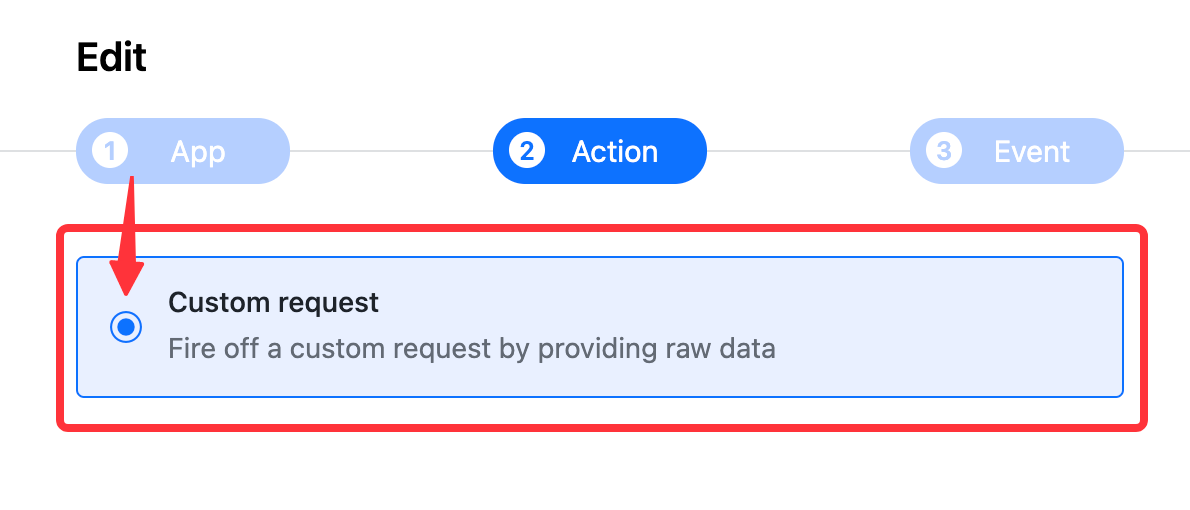 Edit
1 App
2 Action
3 Event
Custom request
Fire off a custom request by providing raw data